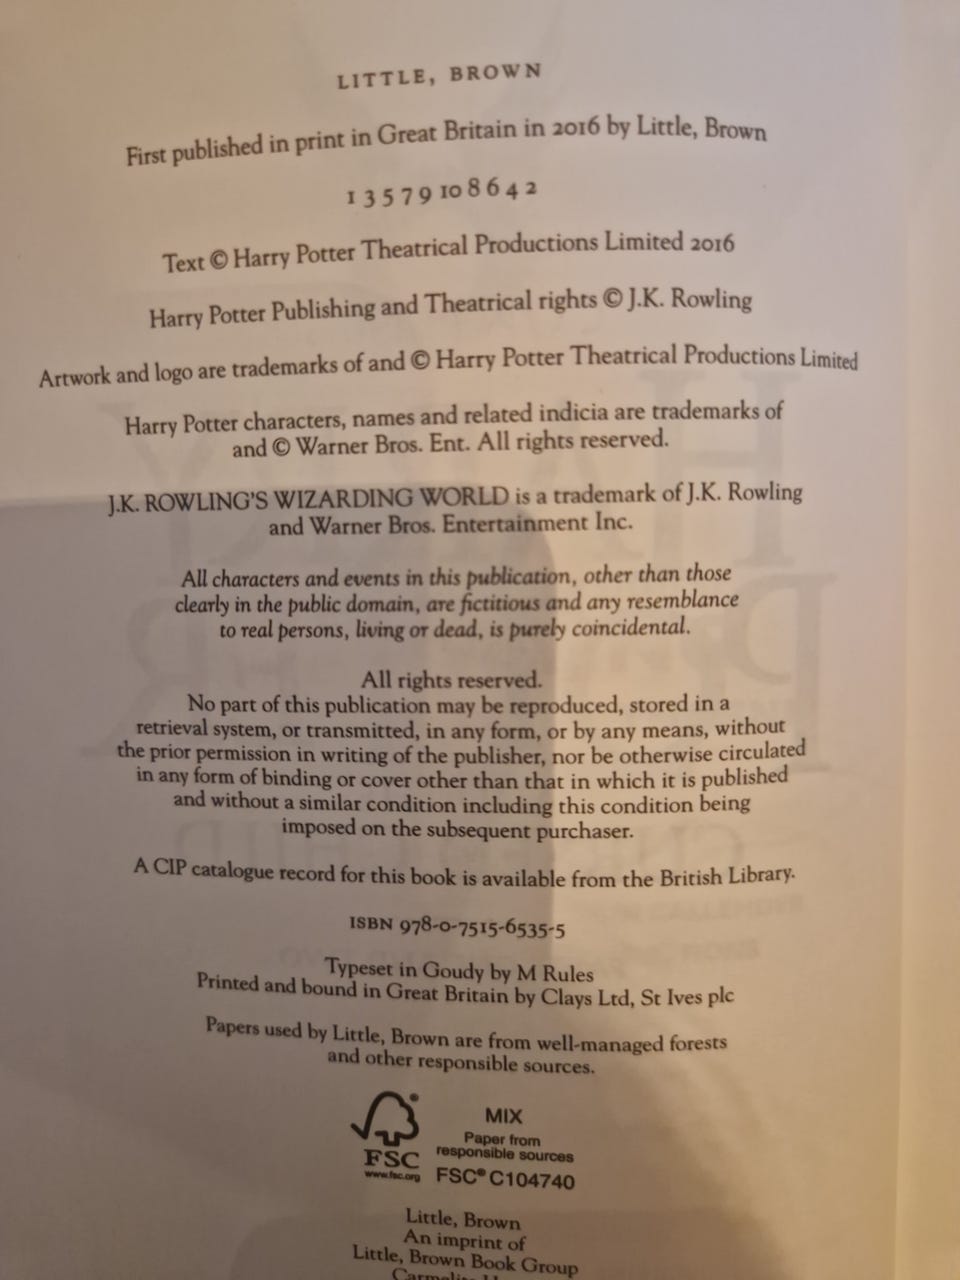 LITTLE, BROWN
First published in print in Great Britain in 2016 by Little, Brown
1 3 5 7 9 10 8 6 4 2
Text © Harry Potter Theatrical Productions Limited 2016
Harry Potter Publishing and Theatrical rights © J.K. Rowling
Artwork and logo are trademarks of and © Harry Potter Theatrical Productions Limited
Harry Potter characters, names and related indicia are trademarks of
and © Warner Bros. Ent. All rights reserved.
J.K. ROWLING'S WIZARDING WORLD is a trademark of J.K. Rowling
and Warner Bros. Entertainment Inc.
All characters and events in this publication, other than those
clearly in the public domain, are fictitious and any resemblance
to real persons, living or dead, is purely coincidental.
All rights reserved.
No part of this publication may be reproduced, stored in a
retrieval system, or transmitted, in any form, or by any means, without
the prior permission in writing of the publisher, nor be otherwise circulated
in any form of binding or cover other than that in which it is published
and without a similar condition including this condition being
imposed on the subsequent purchaser.
A CIP catalogue record for this book is available from the British Library.
ISBN 978-0-7515-6535-5
Typeset in Goudy by M Rules
Printed and bound in Great Britain by Clays Ltd, St Ives plc
Papers used by Little, Brown are from well-managed forests
and other responsible sources.
FSC
www.fsc.org
MIX
Paper from
responsible sources
FSC® C104740
Little, Brown
An imprint of
Little, Brown Book Group